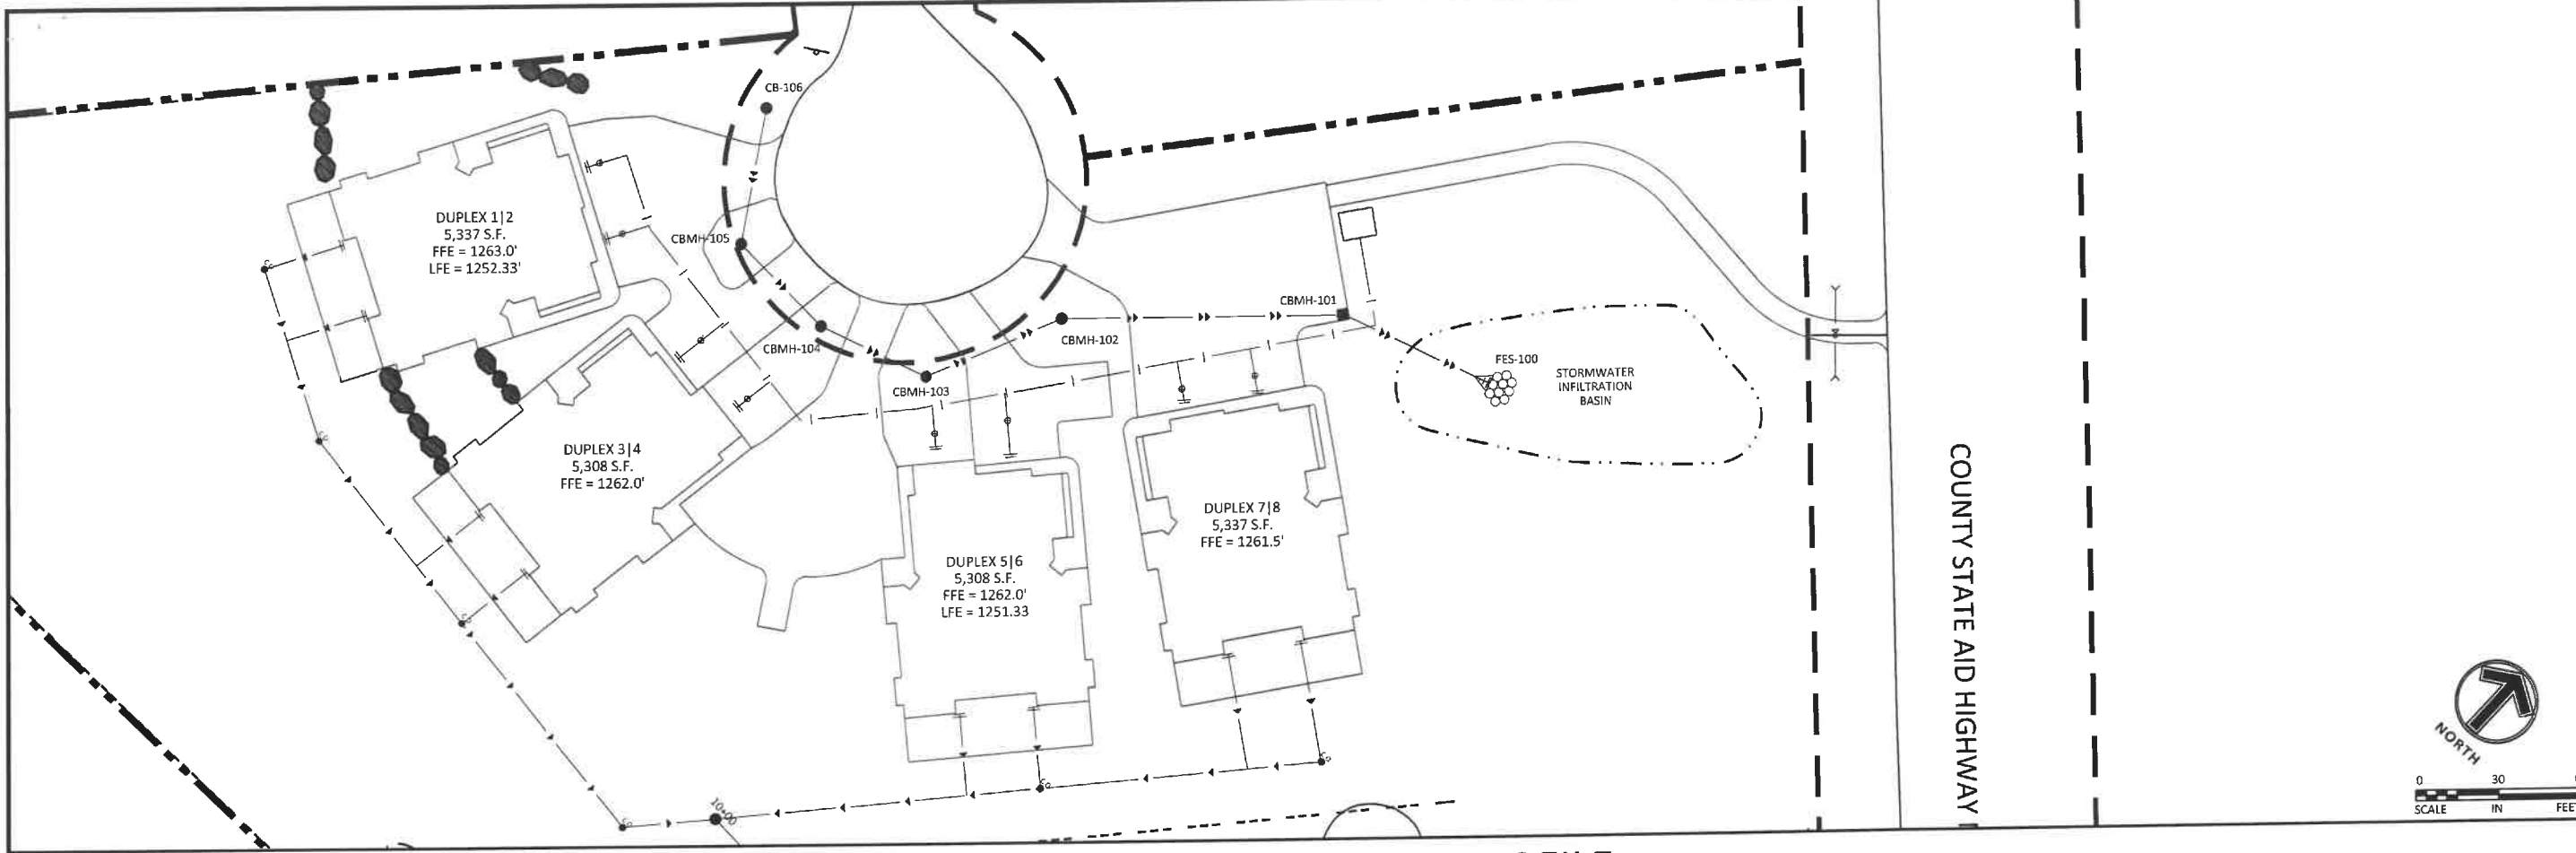 CB-106
DUPLEX 1|2
5,337 S.F.
FFE = 1263.0'
LFE = 1252.33'
CBMH-105
CBMH-101
CBMH-104
CBMH-102
CBMH-103
FES-100
STORMWATER
INFILTRATION
BASIN
DUPLEX 3|4
5,308 S.F.
FFE = 1262.0'
DUPLEX 7|8
5,337 S.F.
FFE = 1261.5'
DUPLEX 5|6
5,308 S.F.
FFE = 1262.0'
LFE = 1251.33
COUNTY STATE AID HIGHWAY
NORTH
10+00
0 30
SCALE IN FEET